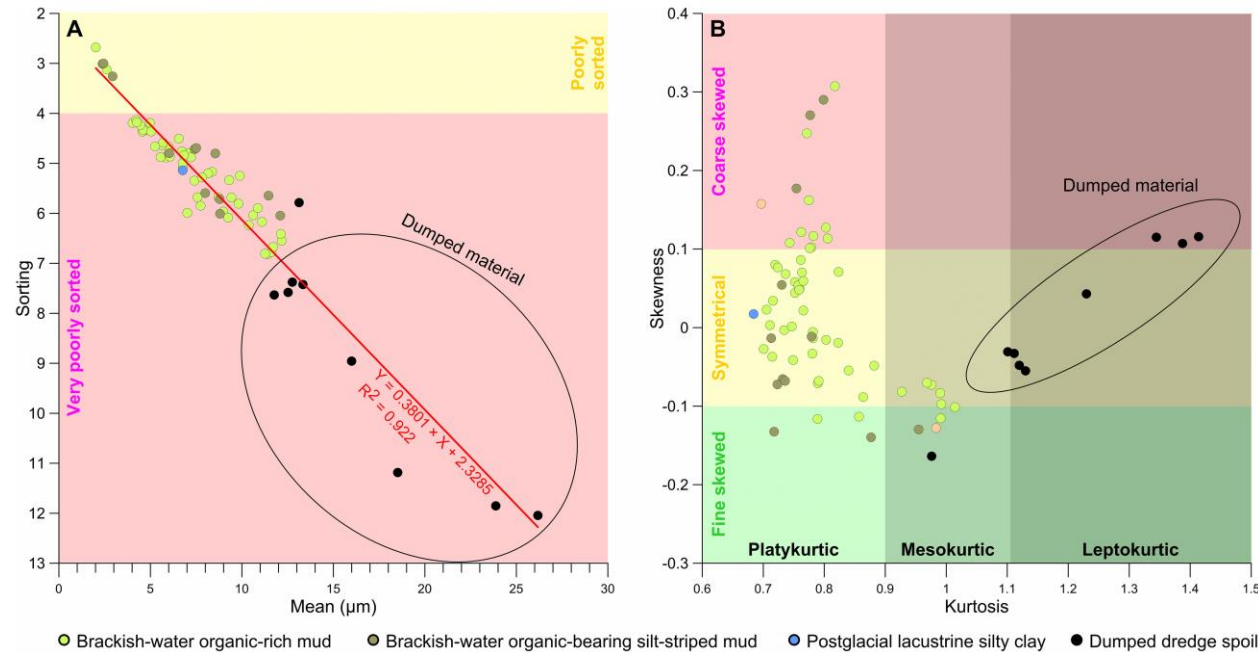 A
2
3
4
5
6
7
8
9
10
11
12
13
Sorting
Poorly
sorted
Very poorly sorted
Dumped material
Y = 0.3801 × X + 2.3285
R² = 0.922
0
5
10
15
20
25
30
Mean (µm)
B
0.4
0.3
0.2
0.1
0
-0.1
-0.2
-0.3
Skewness
Coarse skewed
Symmetrical
Fine skewed
Dumped material
Platykurtic
Mesokurtic
Leptokurtic
0.6
0.7
0.8
0.9
1
1.1
1.2
1.3
1.4
1.5
Kurtosis
Brackish-water organic-rich mud
Brackish-water organic-bearing silt-striped mud
Postglacial lacustrine silty clay
Dumped dredge spoil